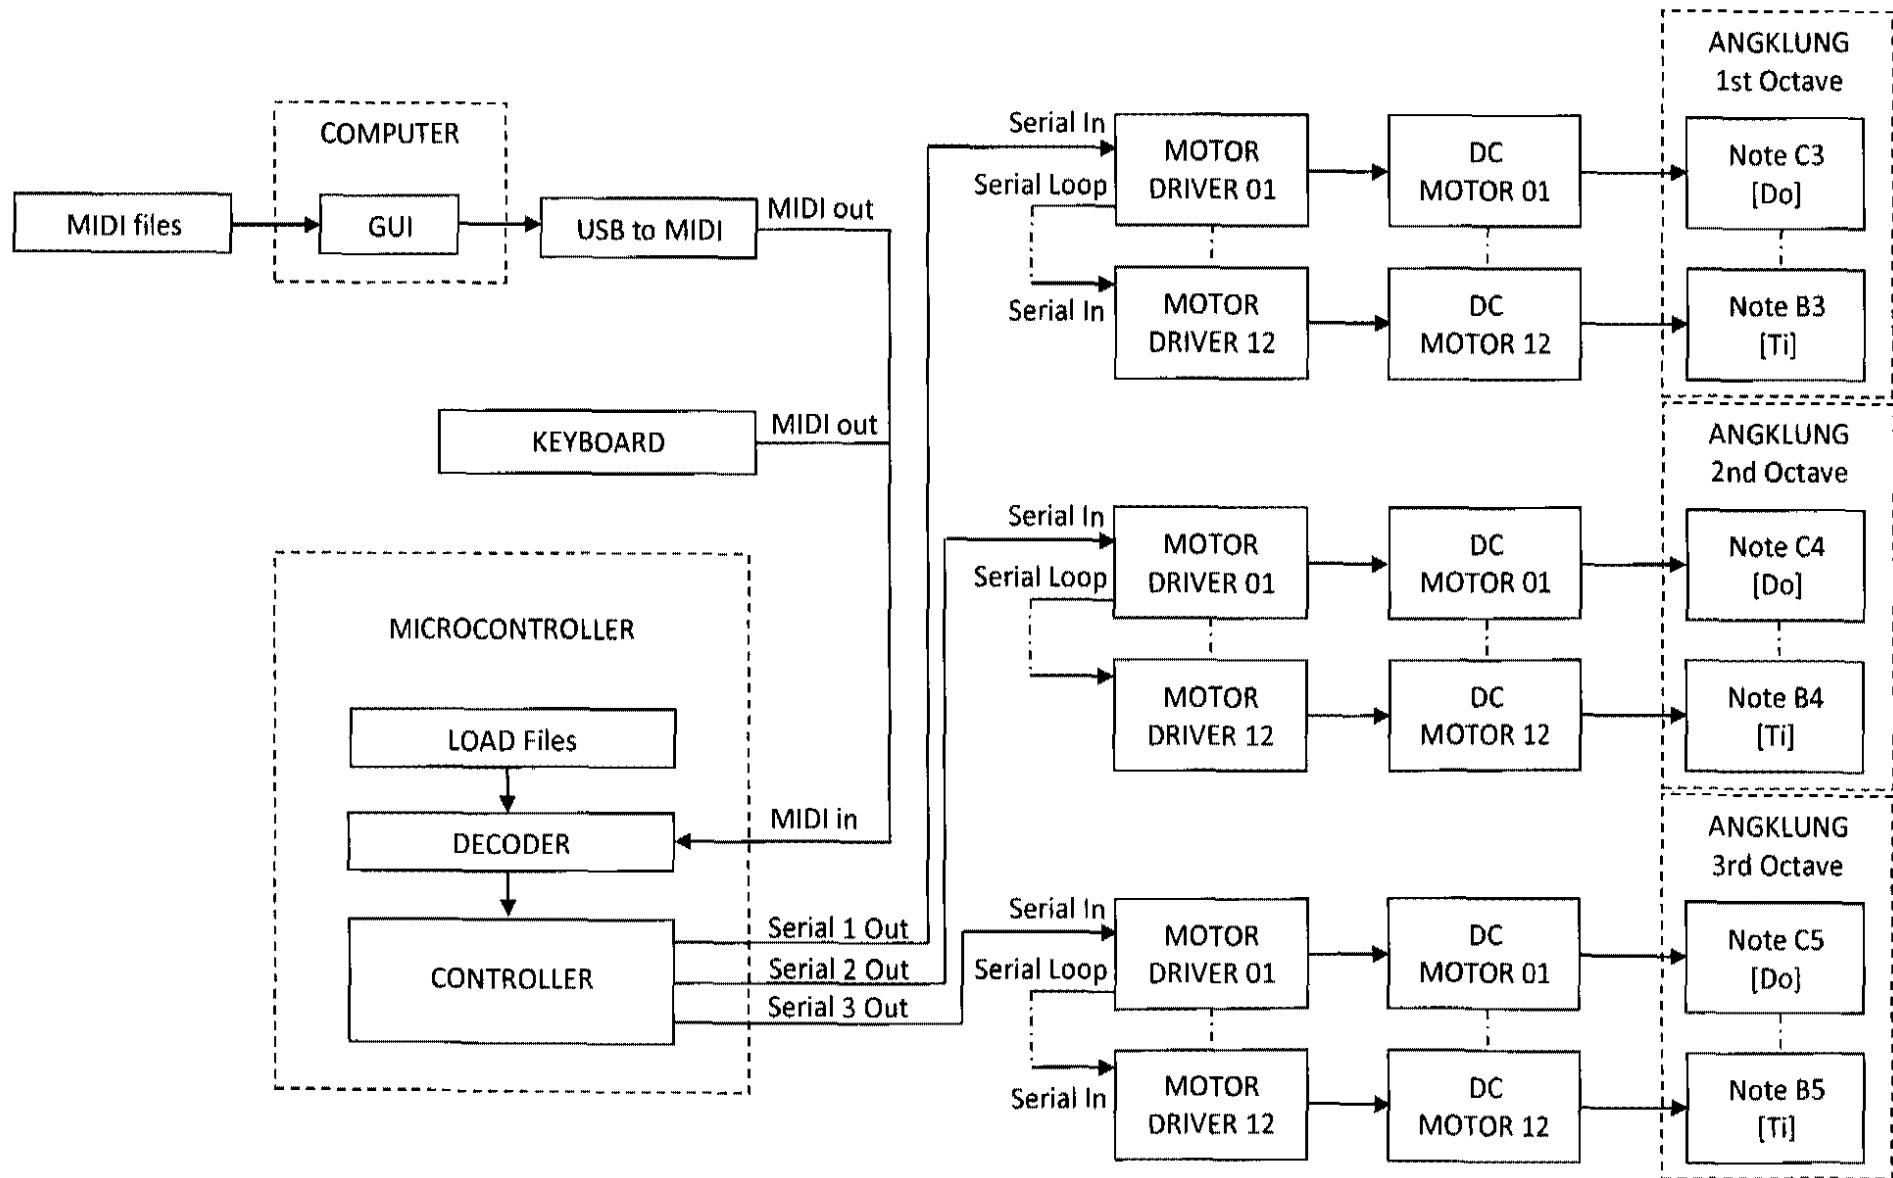 COMPUTER
MIDI files
GUI
USB to MIDI
MIDI out
KEYBOARD
MIDI out
MICROCONTROLLER
LOAD Files
DECODER
MIDI in
CONTROLLER
Serial 1 Out
Serial 2 Out
Serial 3 Out
Serial In
Serial Loop
Serial In
MOTOR
DRIVER 01
DC
MOTOR 01
MOTOR
DRIVER 12
DC
MOTOR 12
ANGKLUNG
1st Octave
Note C3
[Do]
Note B3
[Ti]
Serial In
Serial Loop
MOTOR
DRIVER 01
DC
MOTOR 01
MOTOR
DRIVER 12
DC
MOTOR 12
ANGKLUNG
2nd Octave
Note C4
[Do]
Note B4
[Ti]
Serial In
Serial Loop
Serial In
MOTOR
DRIVER 01
DC
MOTOR 01
MOTOR
DRIVER 12
DC
MOTOR 12
ANGKLUNG
3rd Octave
Note C5
[Do]
Note B5
[Ti]